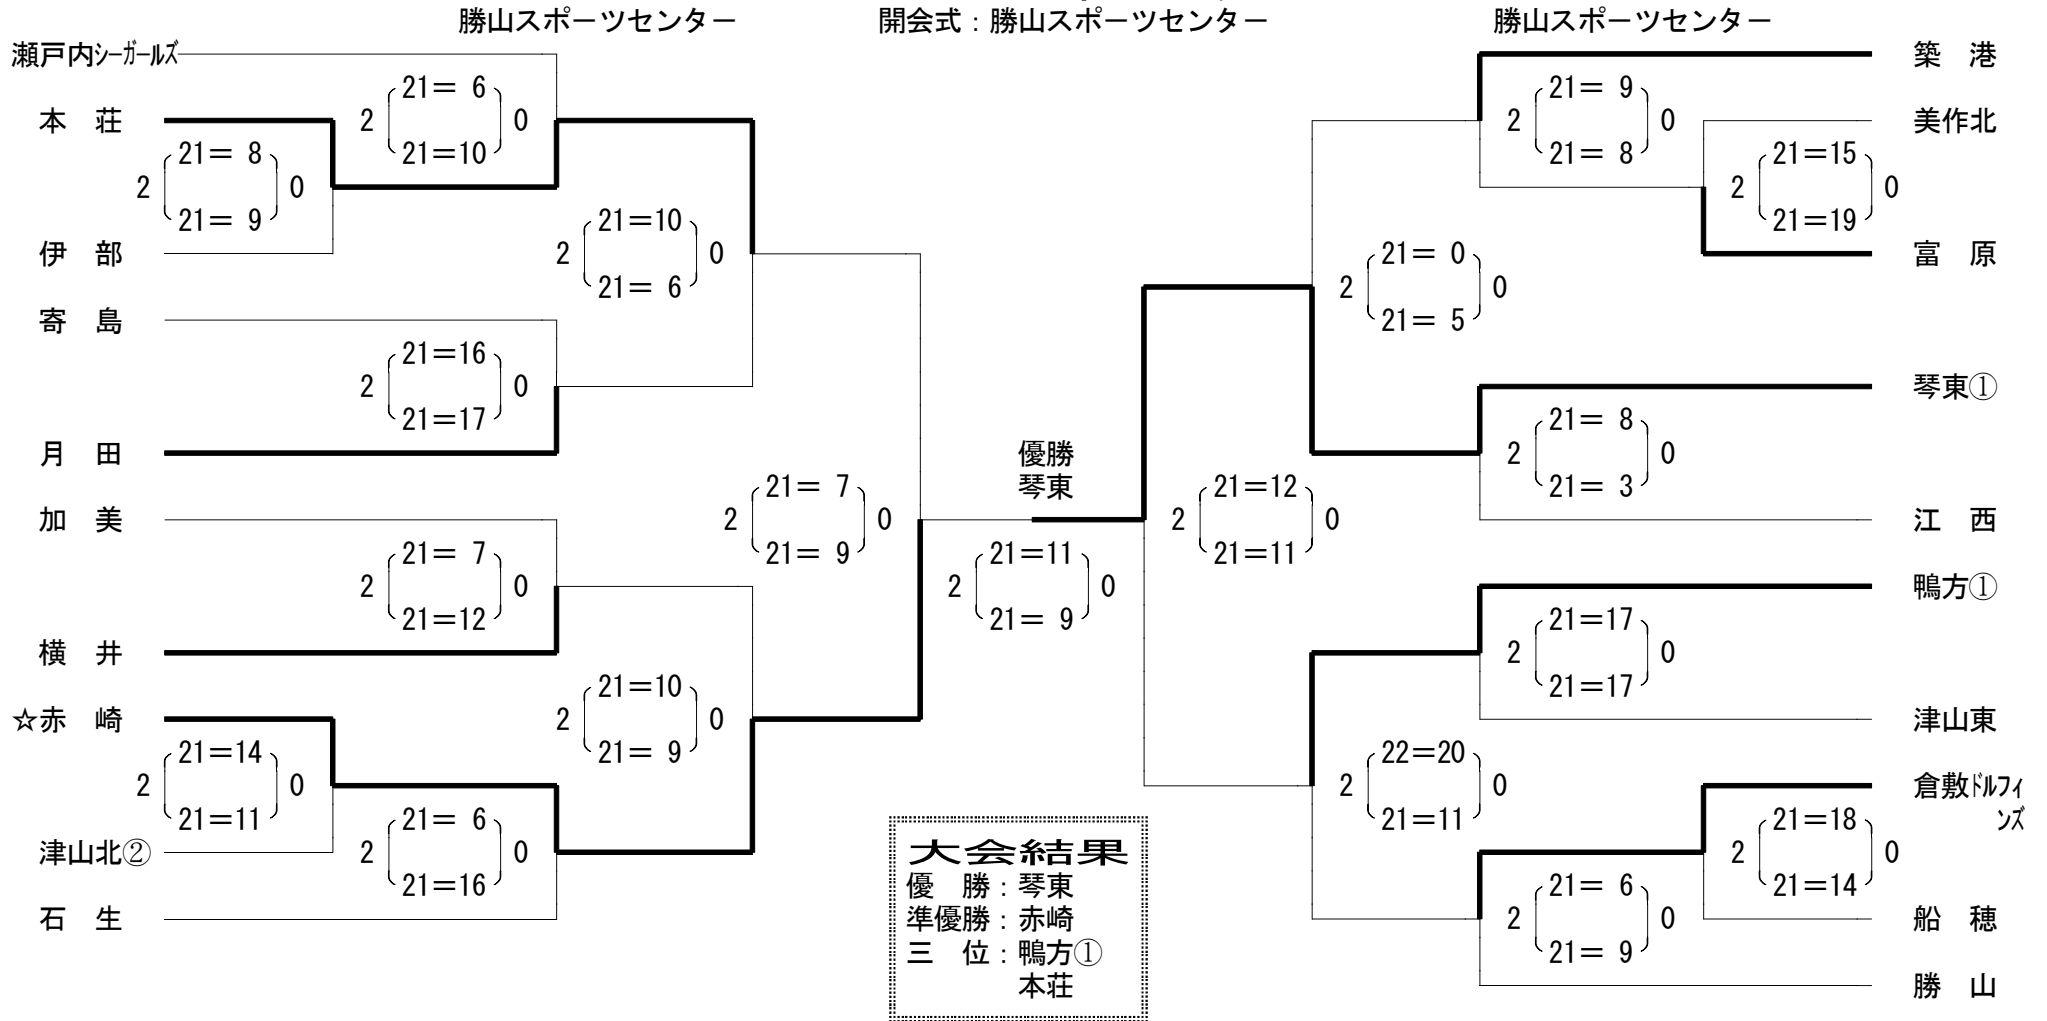 勝山スポーツセンター 開会式：勝山スポーツセンター 勝山スポーツセンター
瀬戸内シーガールズ 築 港
21= 6 21= 9
本 荘 2 0 2 0 美作北
21= 8 21=10 21= 8 21=15
2 0 2 0
21= 9 21=10 21=19
伊 部 2 0 21= 0 富 原
21= 6 2 0
寄 島 21= 5
21=16
2 0 琴東①
21=17 21= 8
月 田 優勝 2 0
琴東
加 美 21= 7 21=12 21= 3 江 西
2 0 2 0
21= 7 21= 9 21=11 21=11
2 0 2 0 鴨方①
21=12 21= 9 21=17
横 井 2 0
21=10 21=17
☆赤 崎 2 0 津山東
21=14 21= 9 22=20
2 0 2 0 倉敷ドルフィ
ンズ
21=11 21= 6 21=11 21=18
津山北② 2 0 大会結果 2 0
21=16 優 勝：琴東 21= 6 21=14
石 生 準優勝：赤崎 2 0 船 穂
三 位：鴨方① 21= 9
本荘 勝 山